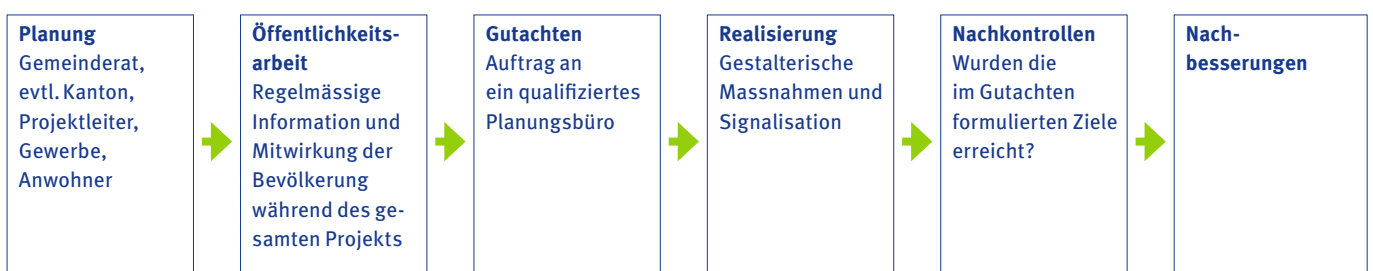 Planung
Gemeinderat,
evtl. Kanton,
Projektleiter,
Gewerbe,
Anwohner
Öffentlichkeits-
arbeit
Regelmässige
Information und
Mitwirkung der
Bevölkerung
während des ge-
samten Projekts
Gutachten
Auftrag an
ein qualifiziertes
Planungsbüro
Realisierung
Gestalterische
Massnahmen und
Signalisation
Nachkontrollen
Wurden die
im Gutachten
formulierten Ziele
erreicht?
Nach-
besserungen